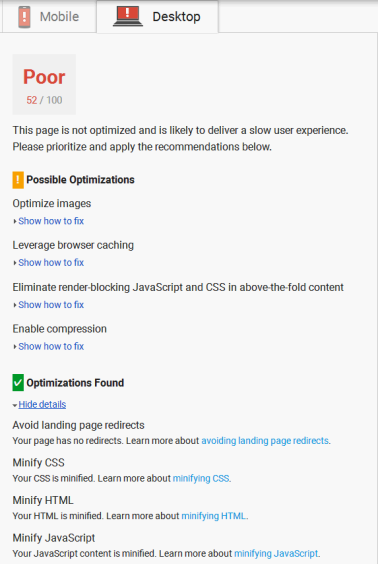 Mobile
Desktop
Poor
52 / 100
This page is not optimized and is likely to deliver a slow user experience.
Please prioritize and apply the recommendations below.
Possible Optimizations
Optimize images
Show how to fix
Leverage browser caching
Show how to fix
Eliminate render-blocking JavaScript and CSS in above-the-fold content
Show how to fix
Enable compression
Show how to fix
Optimizations Found
Hide details
Avoid landing page redirects
Your page has no redirects. Learn more about avoiding landing page redirects.
Minify CSS
Your CSS is minified. Learn more about minifying CSS.
Minify HTML
Your HTML is minified. Learn more about minifying HTML.
Minify JavaScript
Your JavaScript content is minified. Learn more about minifying JavaScript.